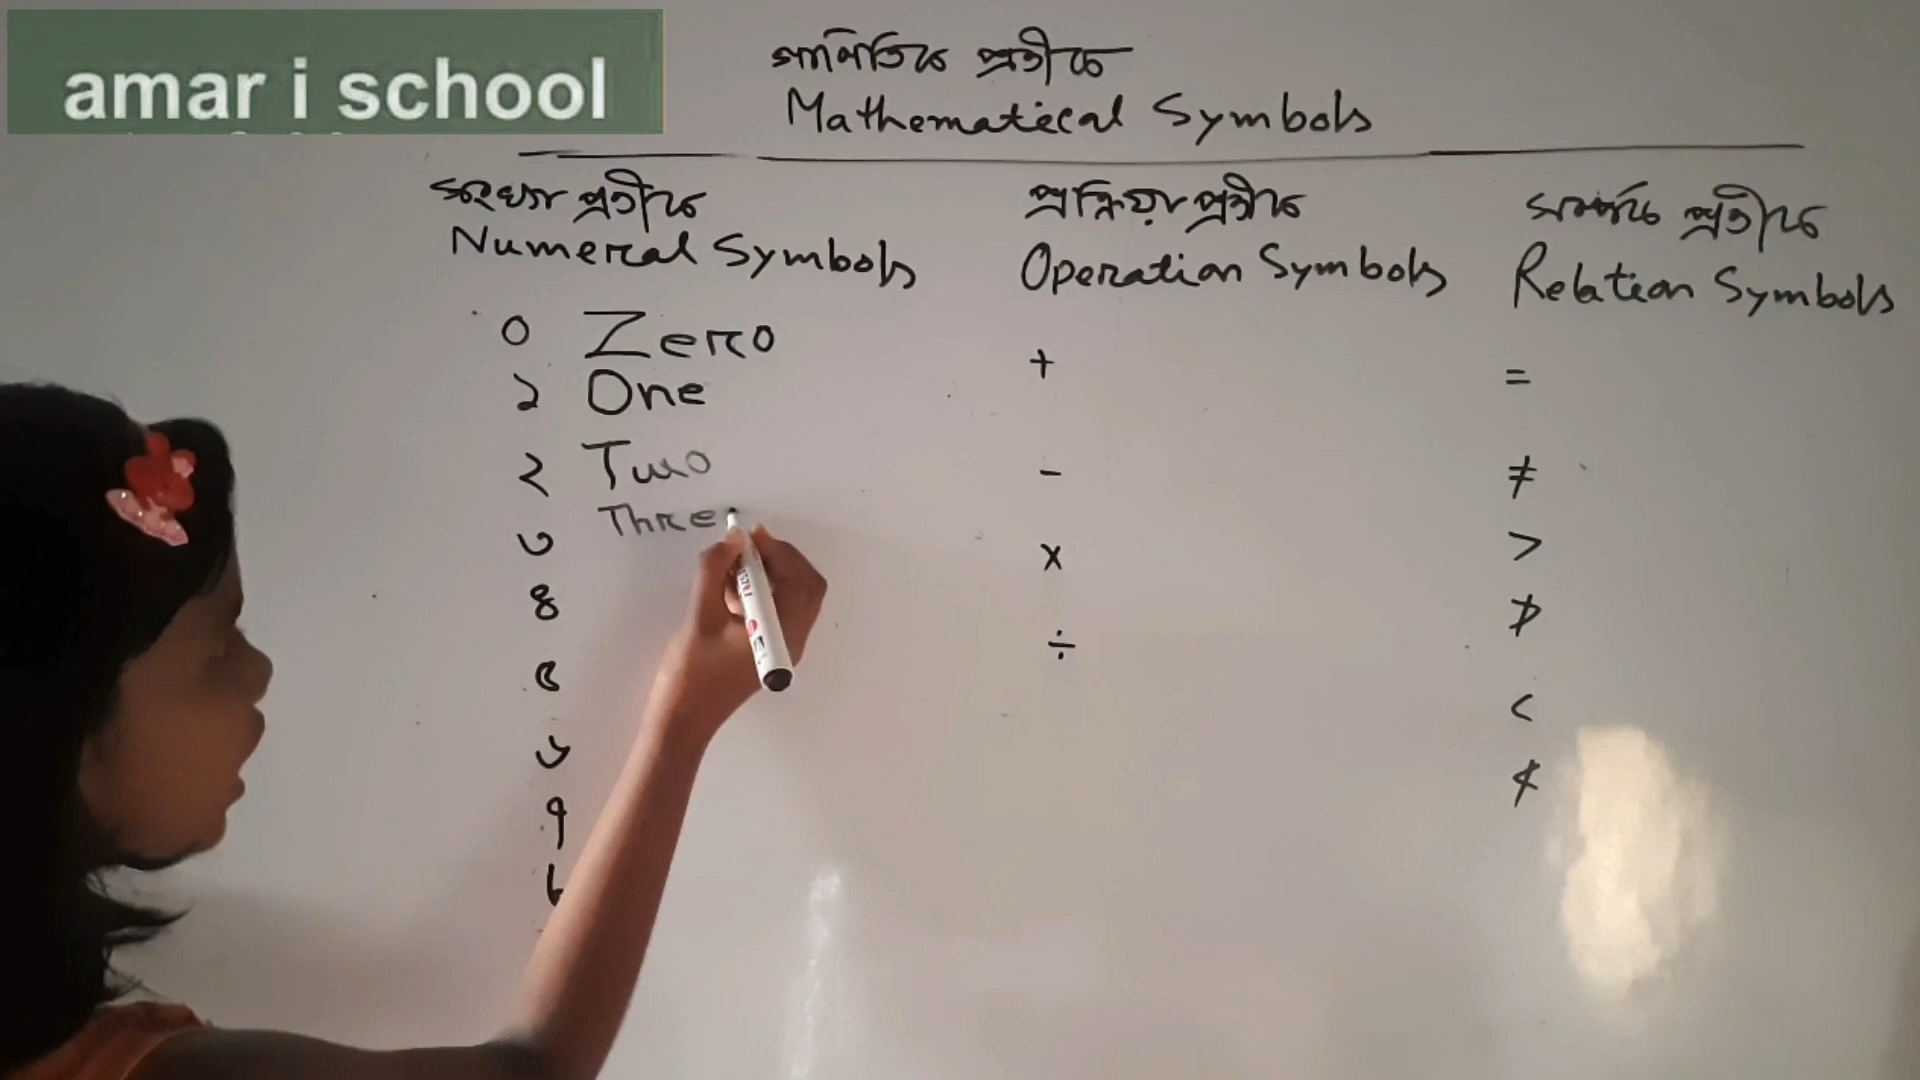 amar i school
গাণিতিক প্রতীক
Mathematical Symbols
সংখ্যা প্রতীক
Numeral Symbols
0 Zero
১ One
২ Two
৩ Three
৪
৫
৬
৭
৮
প্রক্রিয়া প্রতীক
Operation Symbols
+
-
×
÷
সম্পর্ক প্রতীক
Relation Symbols
=
≠
>
≯
<
≮